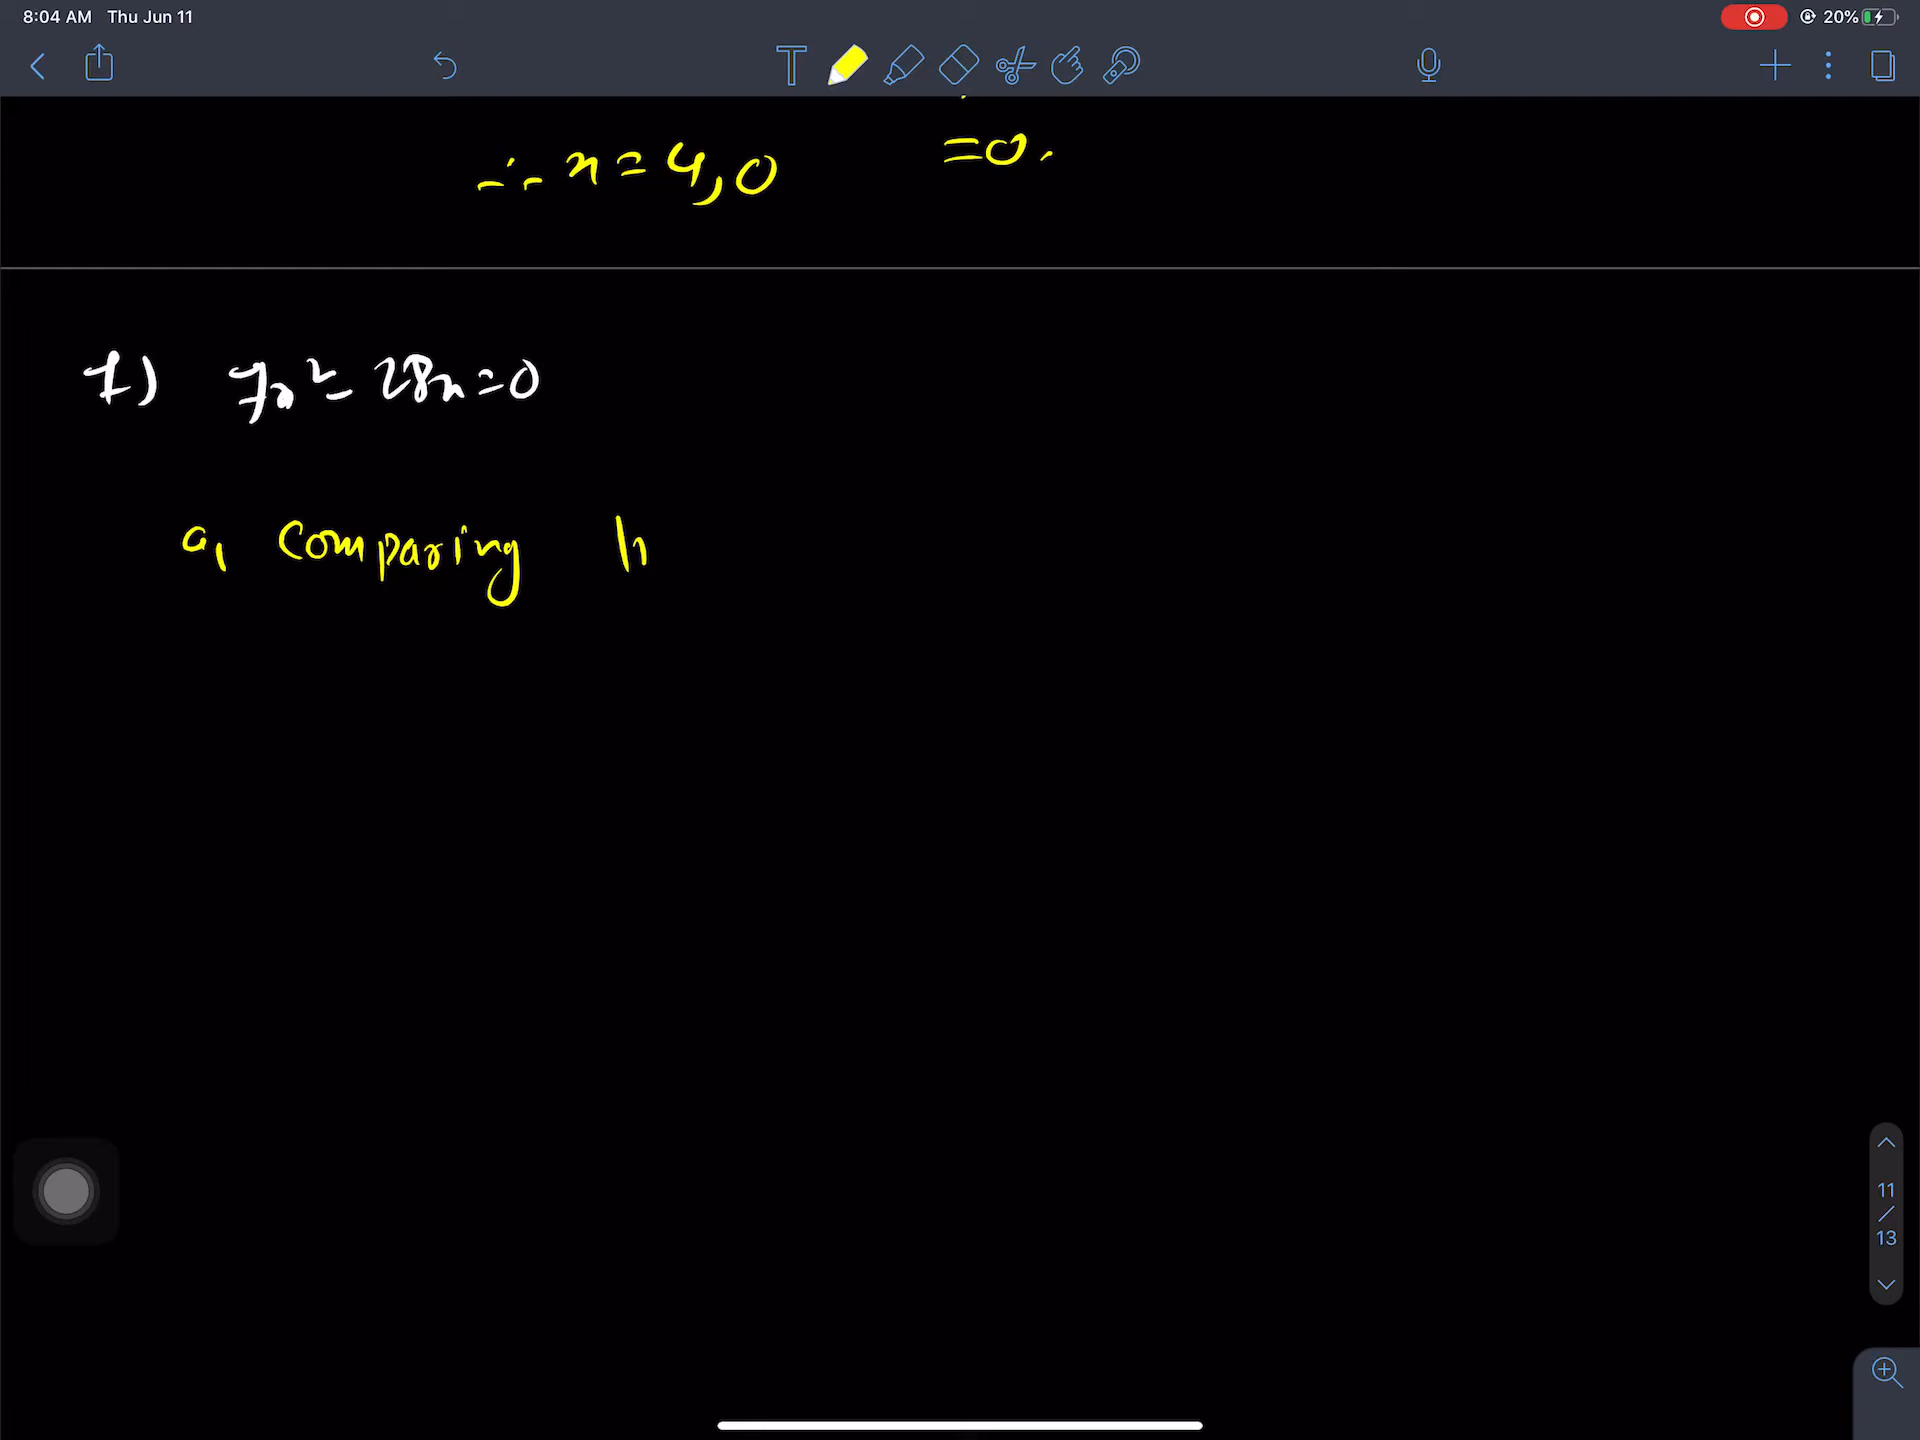 8:04 AM Thu Jun 11
20%
∴ x = 4, 0
= 0.
7) 7x² - 28x = 0
a, comparing
11
/
13